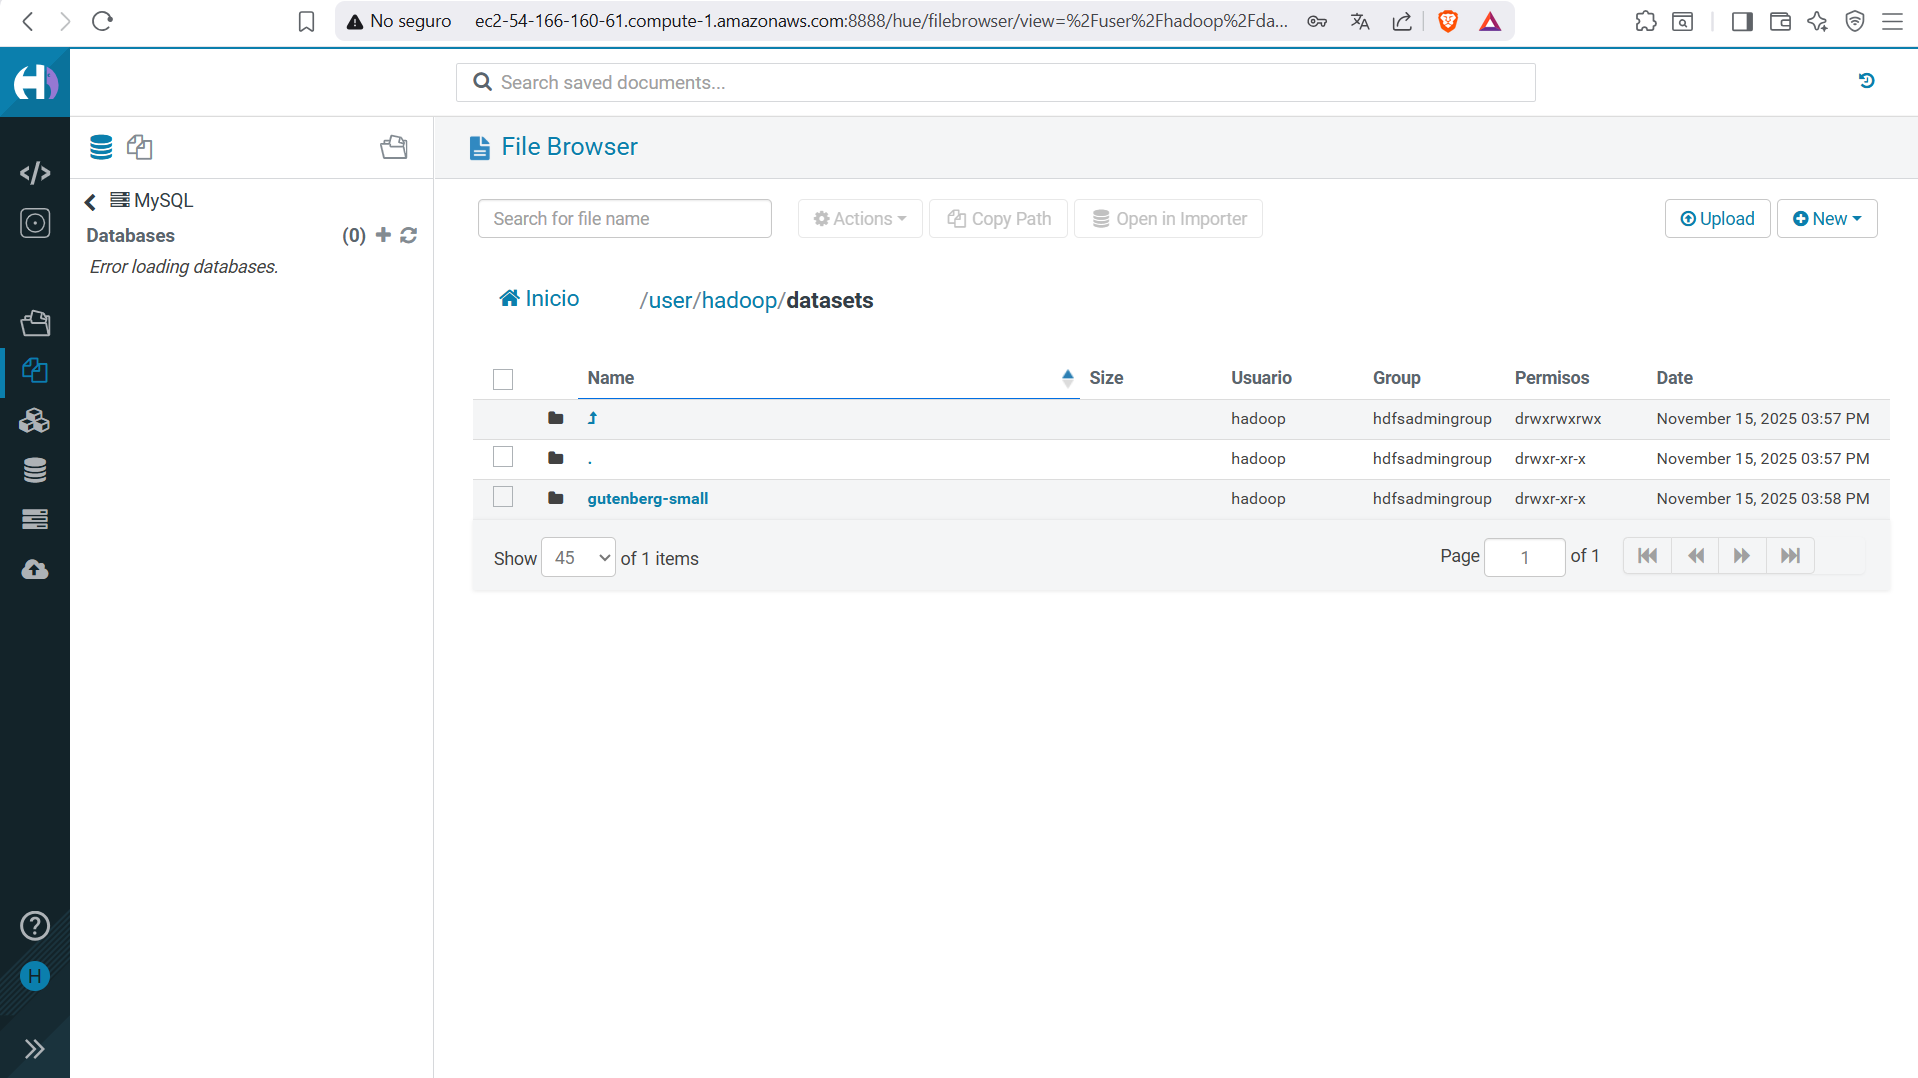 No seguro ec2-54-166-160-61.compute-1.amazonaws.com:8888/hue/filebrowser/view=%2Fuser%2Fhadoop%2Fda...
Search saved documents...
MySQL
Databases (0)
Error loading databases.
File Browser
Search for file name Actions Copy Path Open in Importer Upload New
Inicio /user/hadoop/datasets
Name Size Usuario Group Permisos Date
hadoop hdfsadmingroup drwxrwxrwx November 15, 2025 03:57 PM
. hadoop hdfsadmingroup drwxr-xr-x November 15, 2025 03:57 PM
gutenberg-small hadoop hdfsadmingroup drwxr-xr-x November 15, 2025 03:58 PM
Show 45 of 1 items Page 1 of 1
H